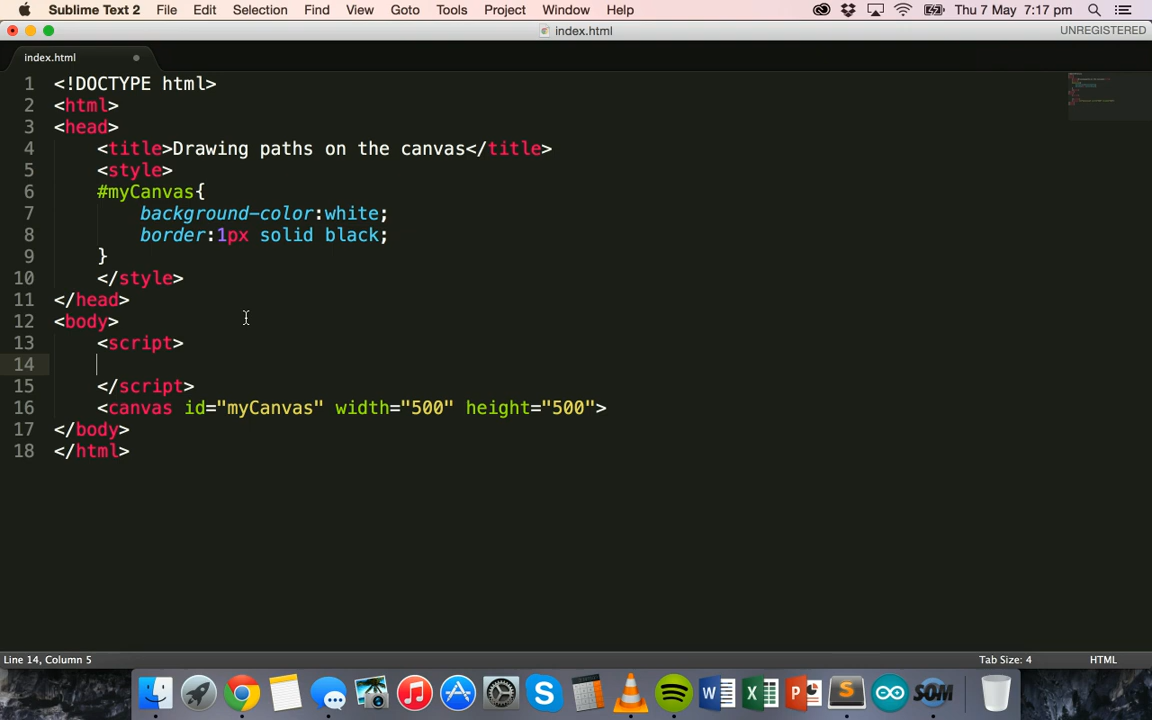 Sublime Text 2 File Edit Selection Find View Goto Tools Project Window Help Thu 7 May 7:17 pm
index.html UNREGISTERED
index.html
1 <!DOCTYPE html>
2 <html>
3 <head>
4 <title>Drawing paths on the canvas</title>
5 <style>
6 #myCanvas{
7 background-color:white;
8 border:1px solid black;
9 }
10 </style>
11 </head>
12 <body>
13 <script>
14
15 </script>
16 <canvas id="myCanvas" width="500" height="500">
17 </body>
18 </html>
Line 14, Column 5 Tab Size: 4 HTML
SOM